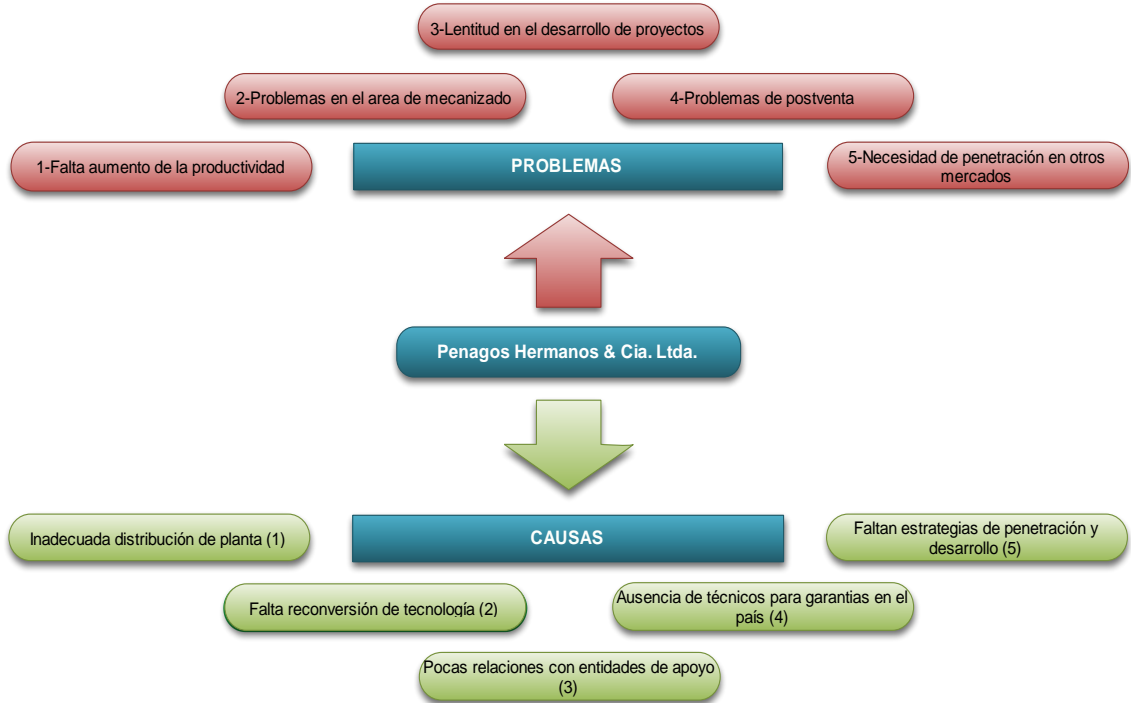 3-Lentitud en el desarrollo de proyectos
2-Problemas en el area de mecanizado
4-Problemas de postventa
1-Falta aumento de la productividad
PROBLEMAS
5-Necesidad de penetración en otros
mercados
Penagos Hermanos & Cia. Ltda.
Inadecuada distribución de planta (1)
CAUSAS
Faltan estrategias de penetración y
desarrollo (5)
Falta reconversión de tecnología (2)
Ausencia de técnicos para garantias en el
país (4)
Pocas relaciones con entidades de apoyo
(3)